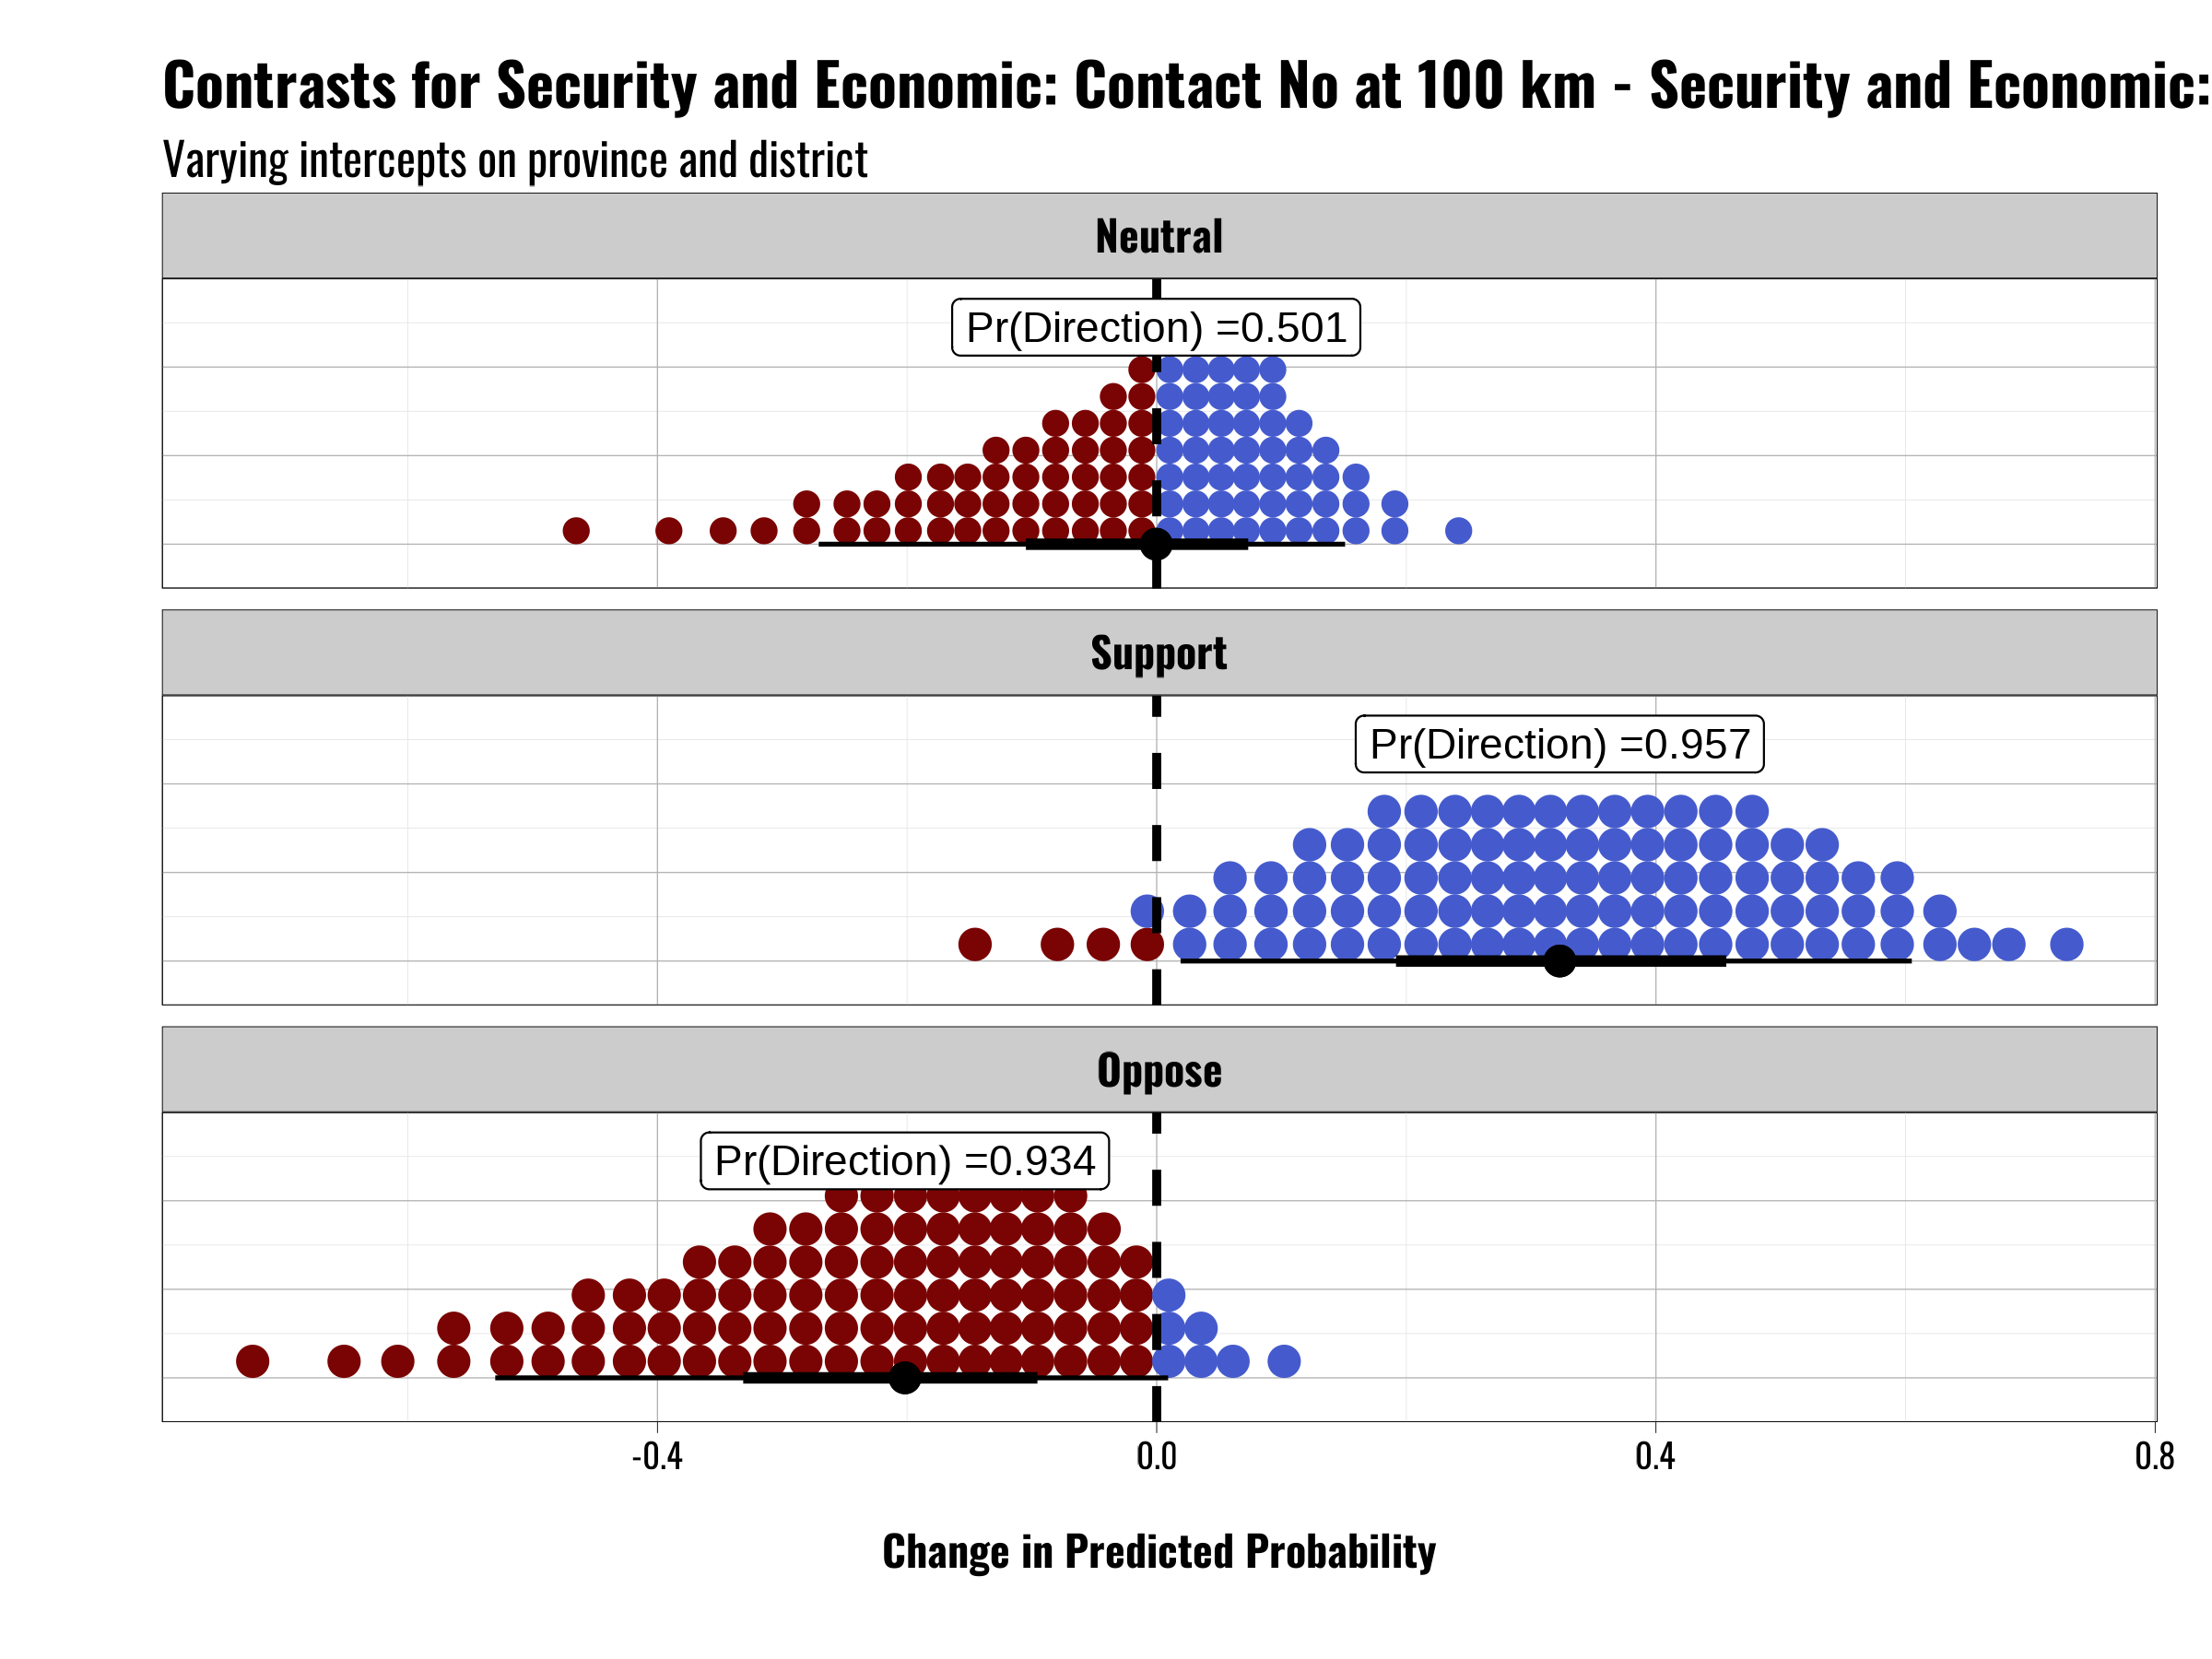 Contrasts for Security and Economic: Contact No at 100 km - Security and Economic:
Varying intercepts on province and district
Neutral
Pr(Direction) =0.501
Support
Pr(Direction) =0.957
Oppose
Pr(Direction) =0.934
-0.4 0.0 0.4 0.8
Change in Predicted Probability